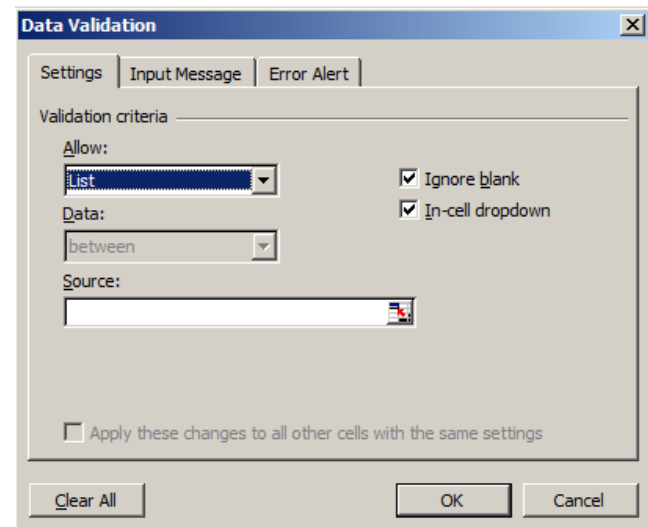 Data Validation
Settings Input Message Error Alert
Validation criteria
Allow:
List
Ignore blank
Data:
In-cell dropdown
between
Source:
Apply these changes to all other cells with the same settings
Clear All OK Cancel